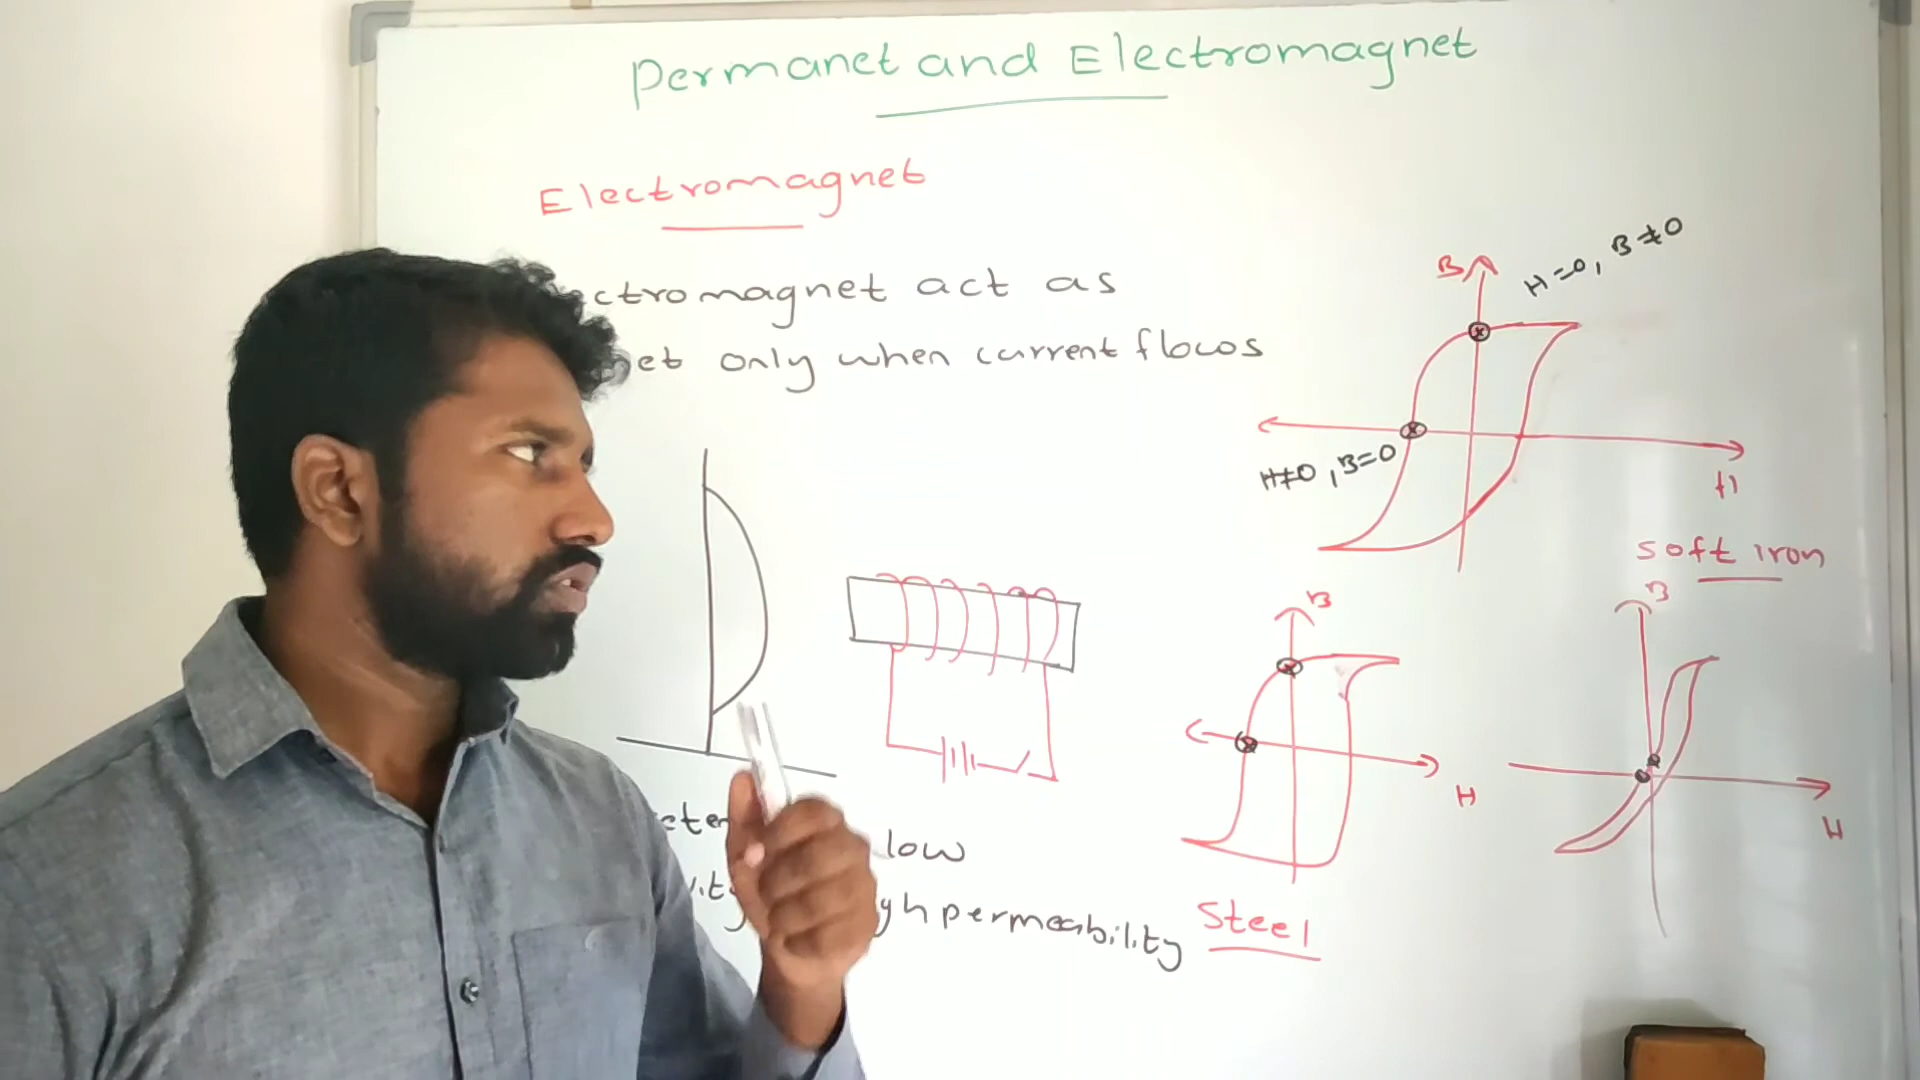 Permanet and Electromagnet
Electromagnet
ctromagnet act as
et only when current flows
B
H=0, B≠0
H≠0, B=0
H
Soft iron
B
B
H
H
low
gh permeability
Steel